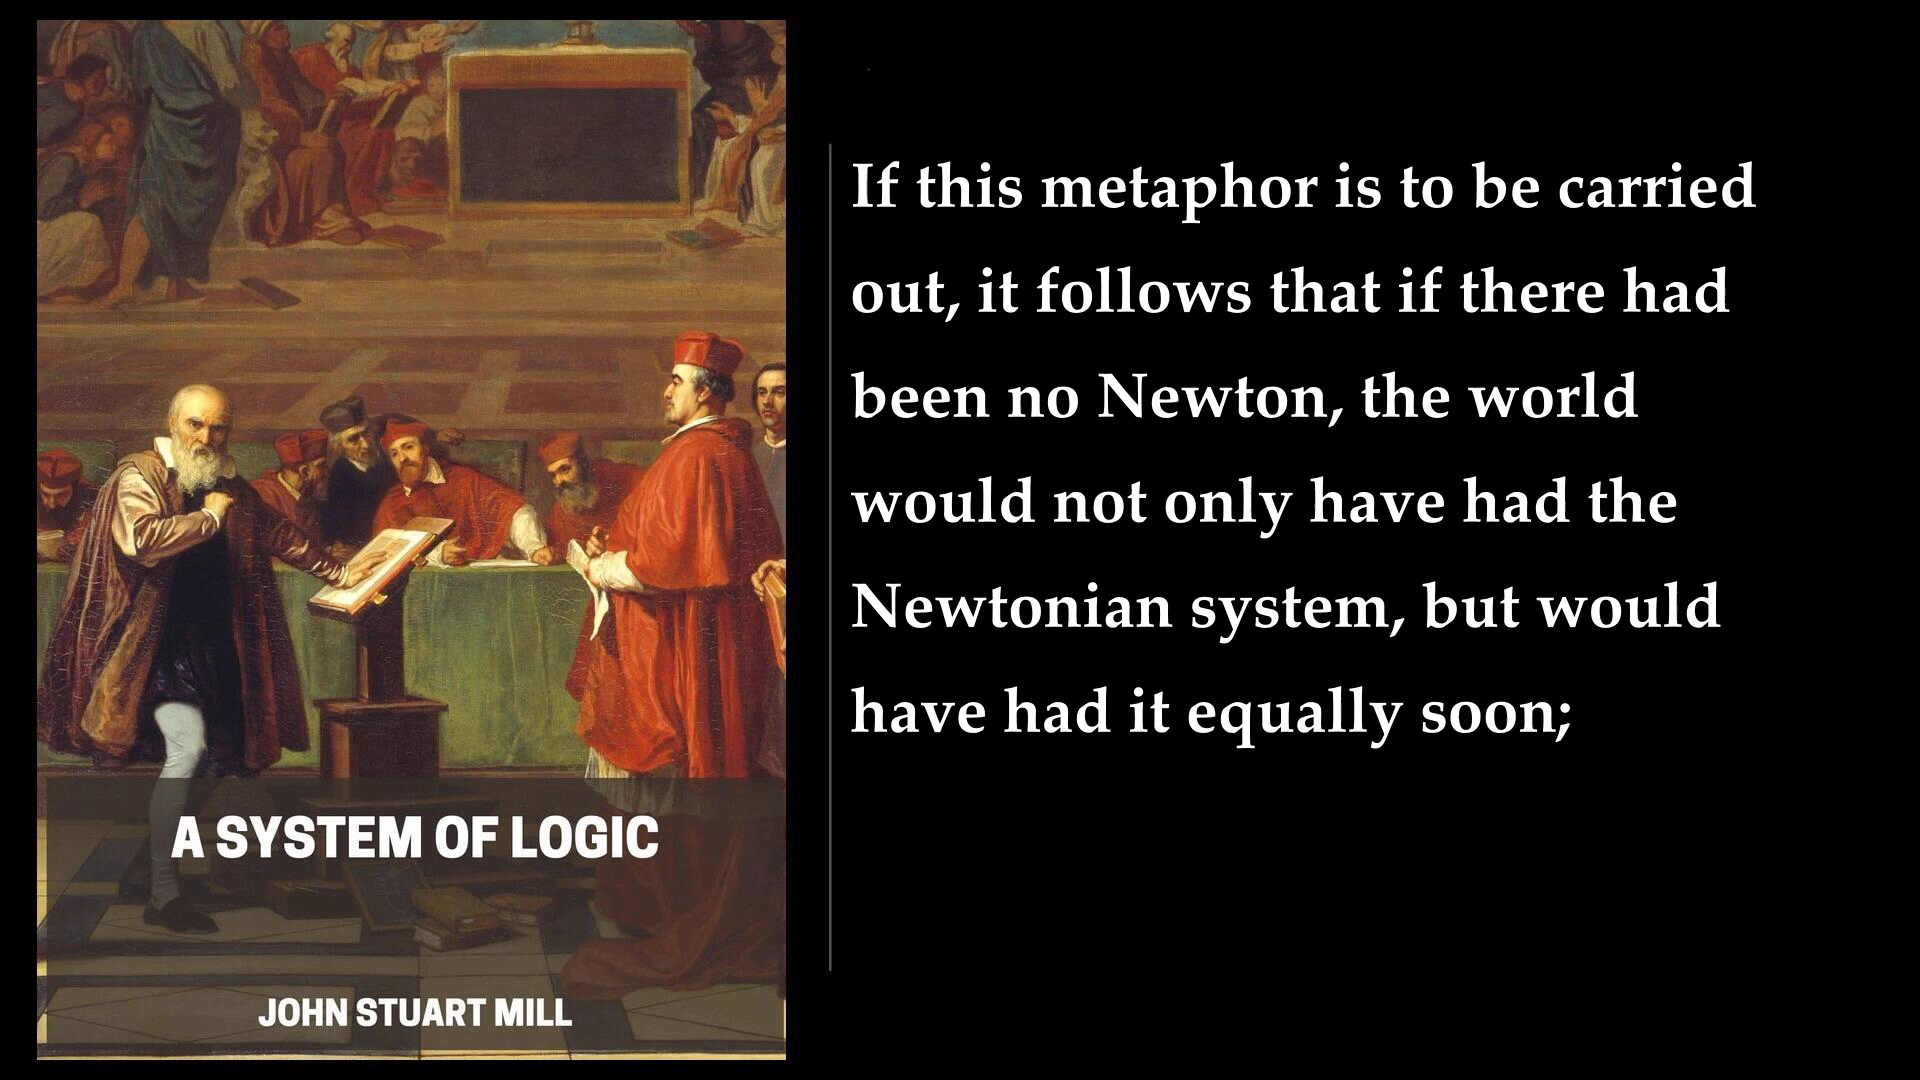 A SYSTEM OF LOGIC
JOHN STUART MILL
If this metaphor is to be carried
out, it follows that if there had
been no Newton, the world
would not only have had the
Newtonian system, but would
have had it equally soon;